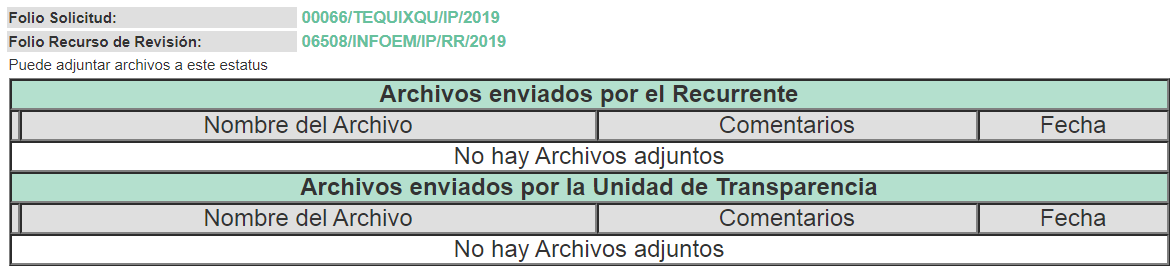 Folio Solicitud: 00066/TEQUIXQU/IP/2019
Folio Recurso de Revisión: 06508/INFOEM/IP/RR/2019
Puede adjuntar archivos a este estatus
Archivos enviados por el Recurrente
Nombre del Archivo Comentarios Fecha
No hay Archivos adjuntos
Archivos enviados por la Unidad de Transparencia
Nombre del Archivo Comentarios Fecha
No hay Archivos adjuntos